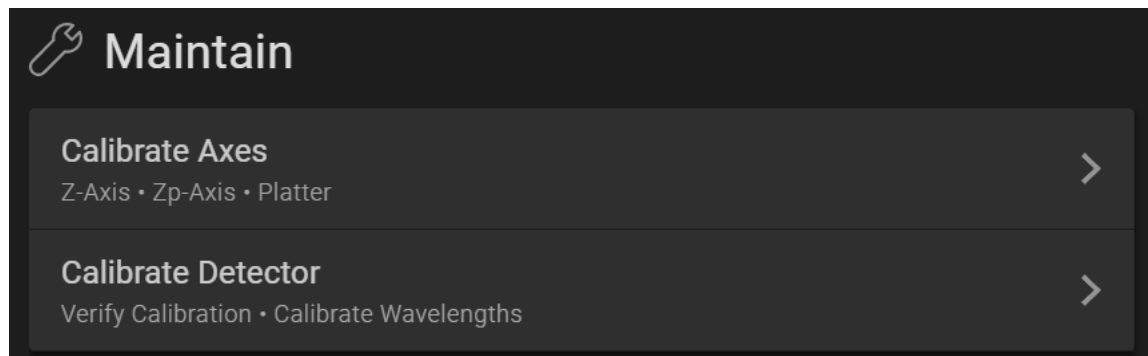 Maintain
Calibrate Axes
Z-Axis • Zp-Axis • Platter
Calibrate Detector
Verify Calibration • Calibrate Wavelengths